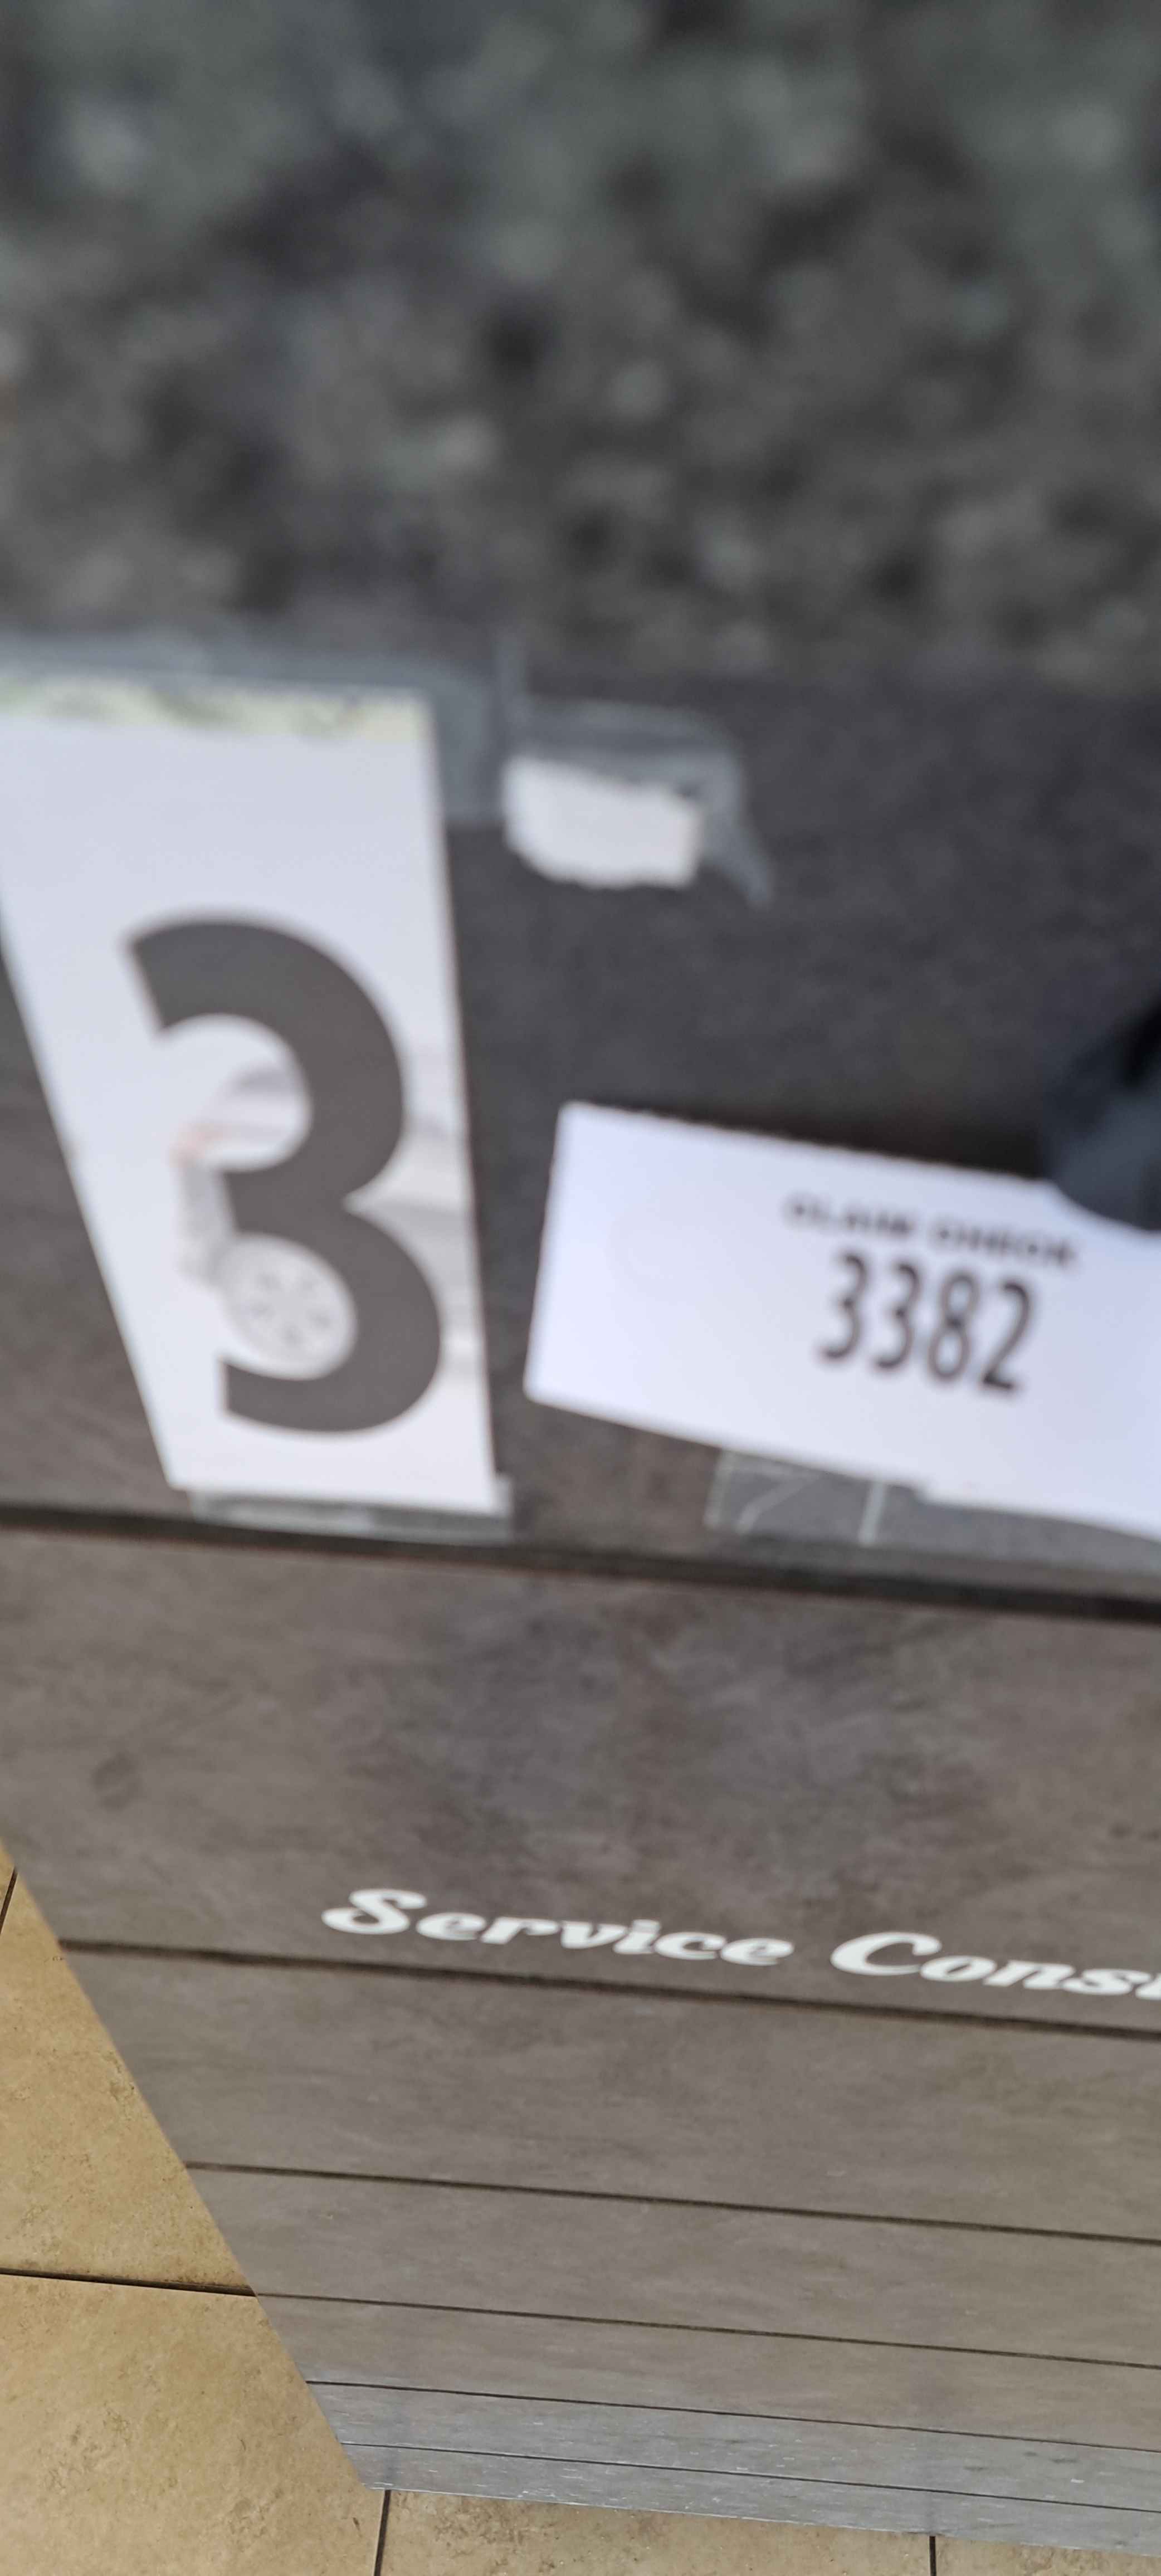 3
CLAIM CHECK
3382
Service Cons